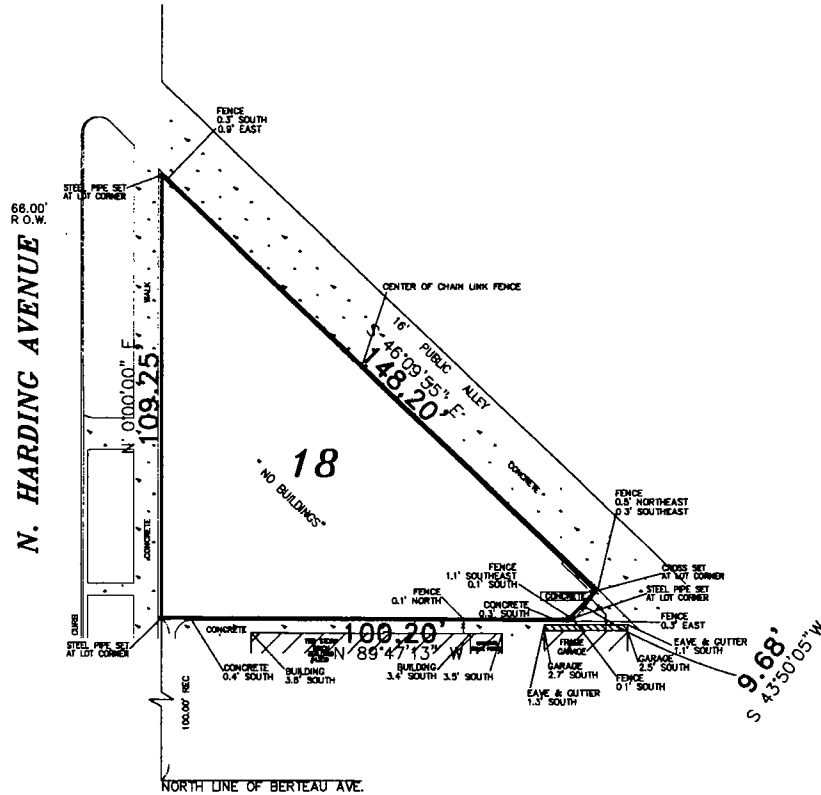 FENCE
0.3' SOUTH
0.9' EAST
STEEL PIPE SET
AT LOT CORNER
66.00'
R.O.W.
N. HARDING AVENUE
WALK
N 0°00'00" E
109.25'
CONCRETE
CURB
CENTER OF CHAIN LINK FENCE
16' PUBLIC ALLEY
S 46°09'55" E
148.20'
CONCRETE
18
"NO BUILDINGS"
FENCE
0.5' NORTHEAST
0.3' SOUTHEAST
CROSS SET
AT LOT CORNER
STEEL PIPE SET
AT LOT CORNER
FENCE
1.1' SOUTHEAST
0.1' SOUTH
CONCRETE
FENCE
0.1' NORTH
CONCRETE
0.3' SOUTH
FENCE
0.3' EAST
EAVE & GUTTER
1.1' SOUTH
9.68'
S 43°50'05" W
STEEL PIPE SET
AT LOT CORNER
CONCRETE
100.20'
N 89°47'13" W
FRAME
GARAGE
CONCRETE
0.4' SOUTH
BUILDING
3.8' SOUTH
BUILDING
3.4' SOUTH
3.5' SOUTH
GARAGE
2.7' SOUTH
GARAGE
2.5' SOUTH
FENCE
0.1' SOUTH
EAVE & GUTTER
1.3' SOUTH
100.00' REC
NORTH LINE OF BERTEAU AVE.